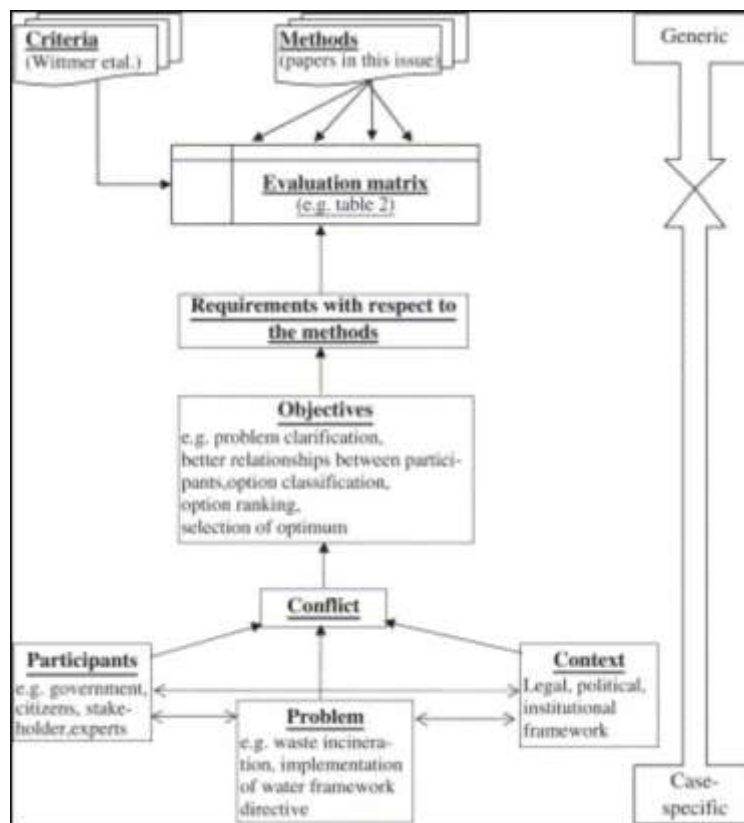 Criteria
(Wittmer etal.)
Methods
(papers in this issue)
Generic
Evaluation matrix
(e.g. table 2)
Requirements with respect to
the methods
Objectives
e.g. problem clarification,
better relationships between partici-
pants,option classification,
option ranking,
selection of optimum
Conflict
Participants
e.g. government,
citizens, stake-
holder,experts
Problem
e.g. waste incinera-
tion, implementation
of water framework
directive
Context
Legal, political,
institutional
framework
Case-
specific